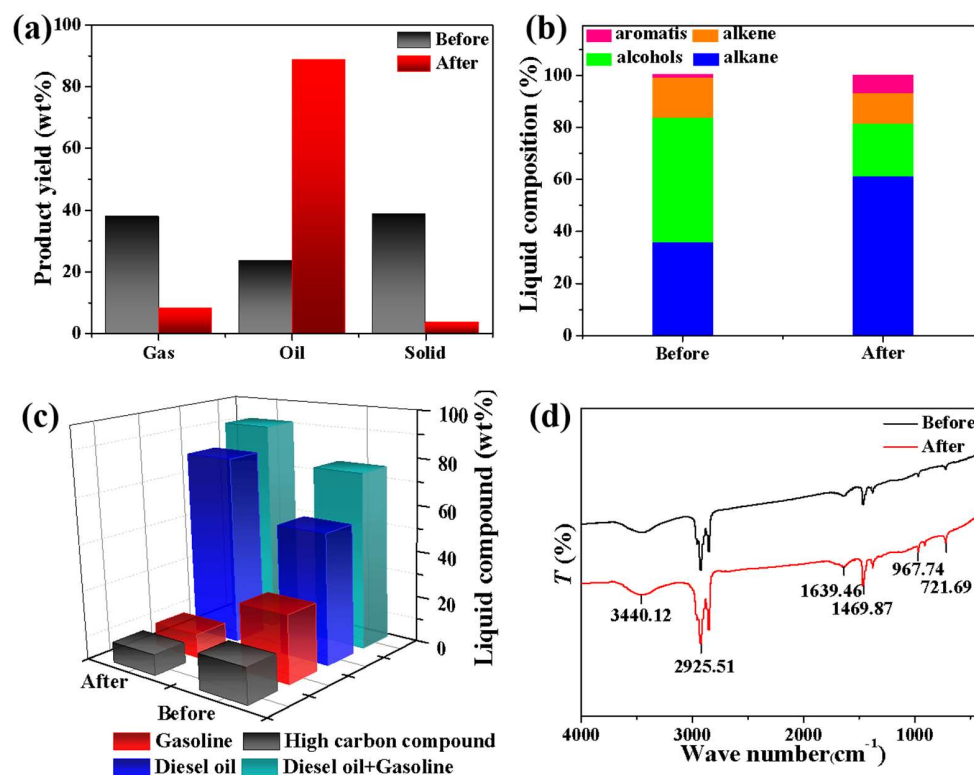 (a)
Product yield (wt%)
100
80
60
40
20
0
Before
After
Gas Oil Solid
(b)
Liquid composition (%)
aromatis alkene
alcohols alkane
100
80
60
40
20
0
Before After
(c)
Liquid compound (wt%)
100
80
60
40
20
0
After
Before
Gasoline High carbon compound
Diesel oil Diesel oil+Gasoline
(d)
T (%)
Before
After
3440.12
2925.51
1639.46
1469.87
967.74
721.69
4000 3000 2000 1000
Wave number(cm⁻¹)